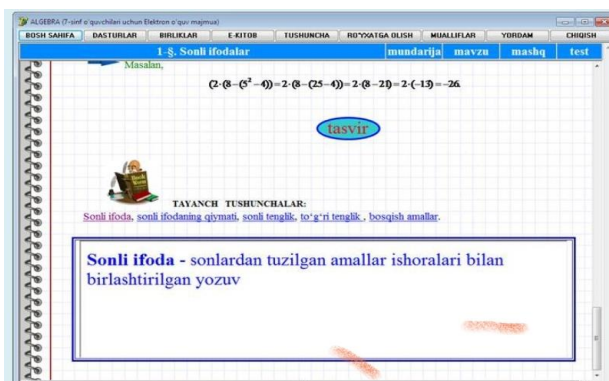 ALGEBRA (7-sinf o'quvchilari uchun Elektron o'quv majmua)
BOSH SAHIFA DASTURLAR BIRLIKLAR E-KITOB TUSHUNCHA RO'YXATGA OLISH MUALLIFLAR YORDAM CHIQISH
1-§. Sonli ifodalar mundarija mavzu mashq test
Masalan,
(2·(8-(5²-4))=2·(8-(25-4))=2·(8-21)=2·(-13)=-26.
tasvir
TAYANCH TUSHUNCHALAR:
Sonli ifoda, sonli ifodaning qiymati, sonli tenglik, to‘g‘ri tenglik , bosqish amallar.
Sonli ifoda - sonlardan tuzilgan amallar ishoralari bilan
birlashtirilgan yozuv